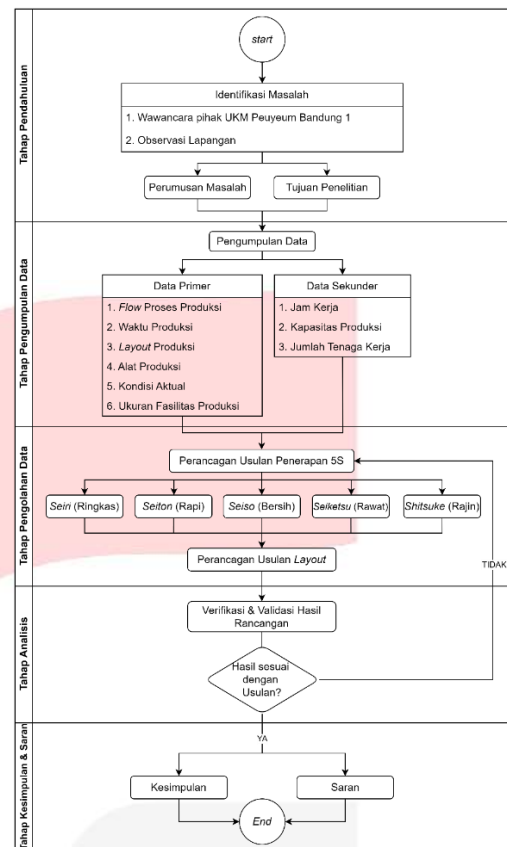 Tahap Pendahuluan
start
Identifikasi Masalah
1. Wawancara pihak UKM Peuyeum Bandung 1
2. Observasi Lapangan
Perumusan Masalah
Tujuan Penelitian
Tahap Pengumpulan Data
Pengumpulan Data
Data Primer
1. Flow Proses Produksi
2. Waktu Produksi
3. Layout Produksi
4. Alat Produksi
5. Kondisi Aktual
6. Ukuran Fasilitas Produksi
Data Sekunder
1. Jam Kerja
2. Kapasitas Produksi
3. Jumlah Tenaga Kerja
Tahap Pengolahan Data
Perancagan Usulan Penerapan 5S
Seiri (Ringkas)
Seiton (Rapi)
Seiso (Bersih)
Seiketsu (Rawat)
Shitsuke (Rajin)
Perancagan Usulan Layout
TIDAK
Tahap Analisis
Verifikasi & Validasi Hasil
Rancangan
Hasil sesuai
dengan
Usulan?
Tahap Kesimpulan & Saran
YA
Kesimpulan
Saran
End